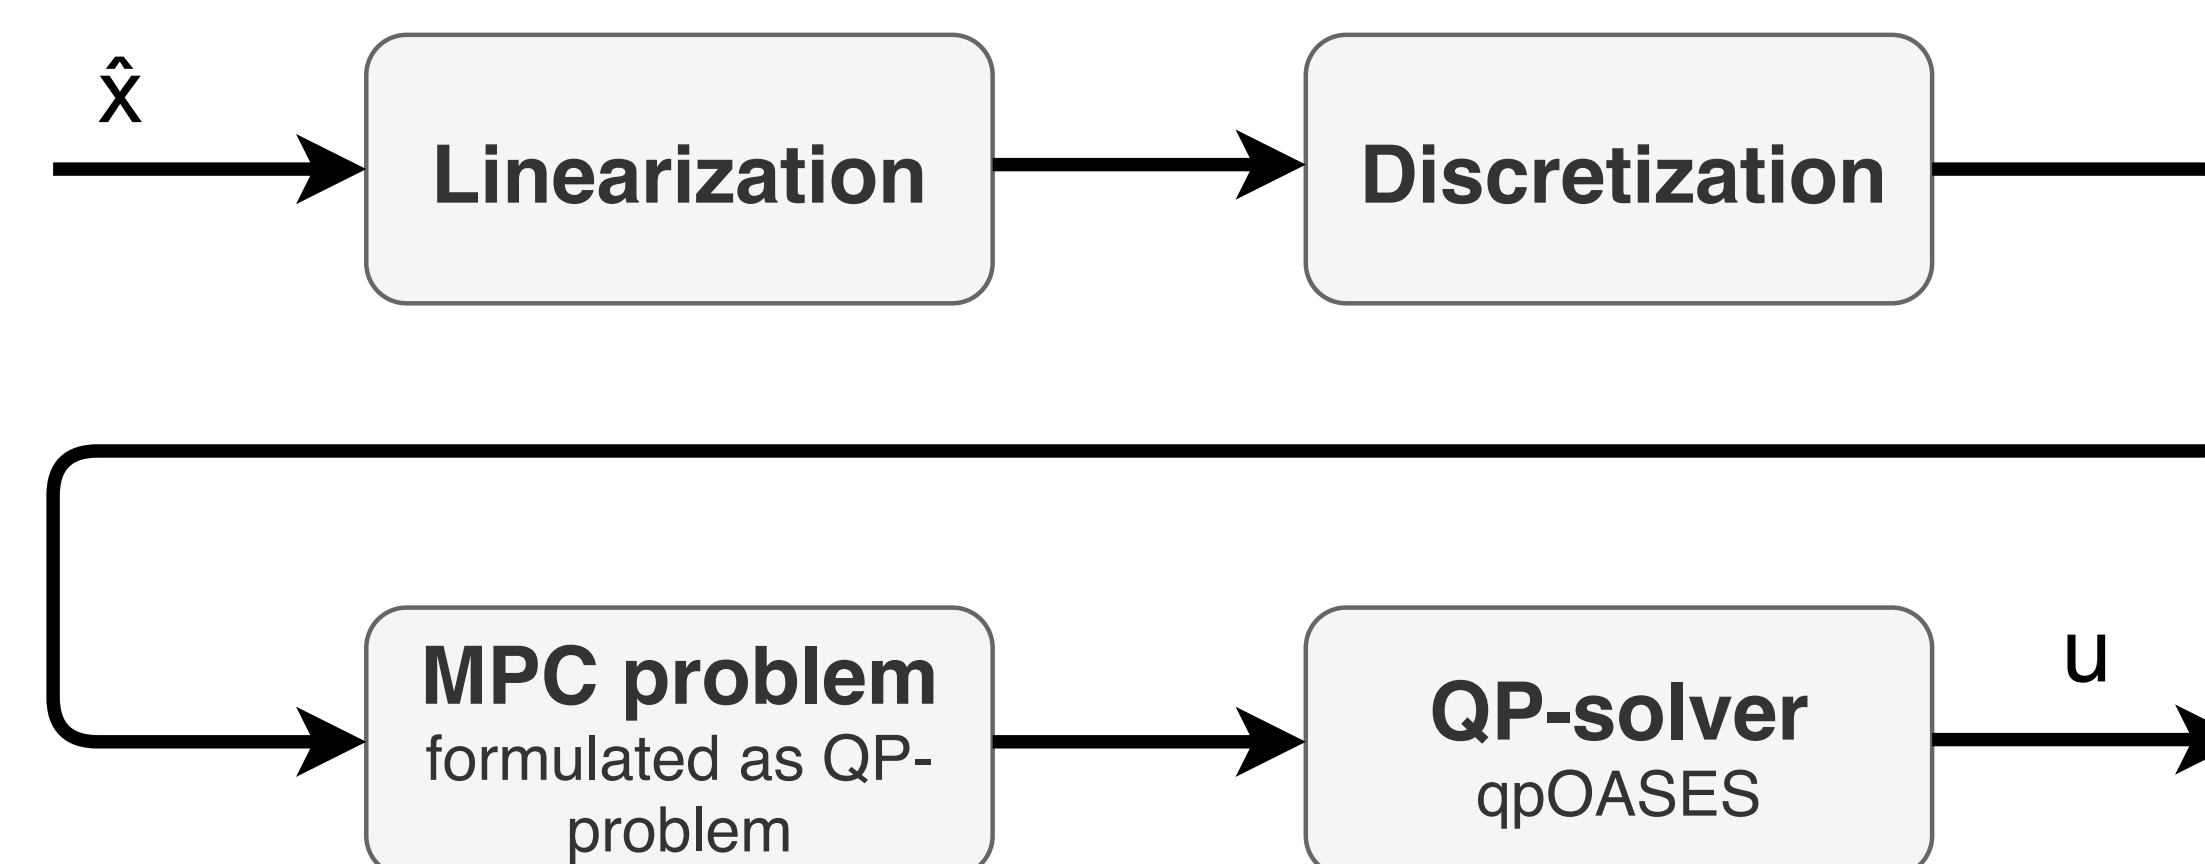 x̂
Linearization
Discretization
MPC problem
formulated as QP-
problem
QP-solver
qpOASES
u